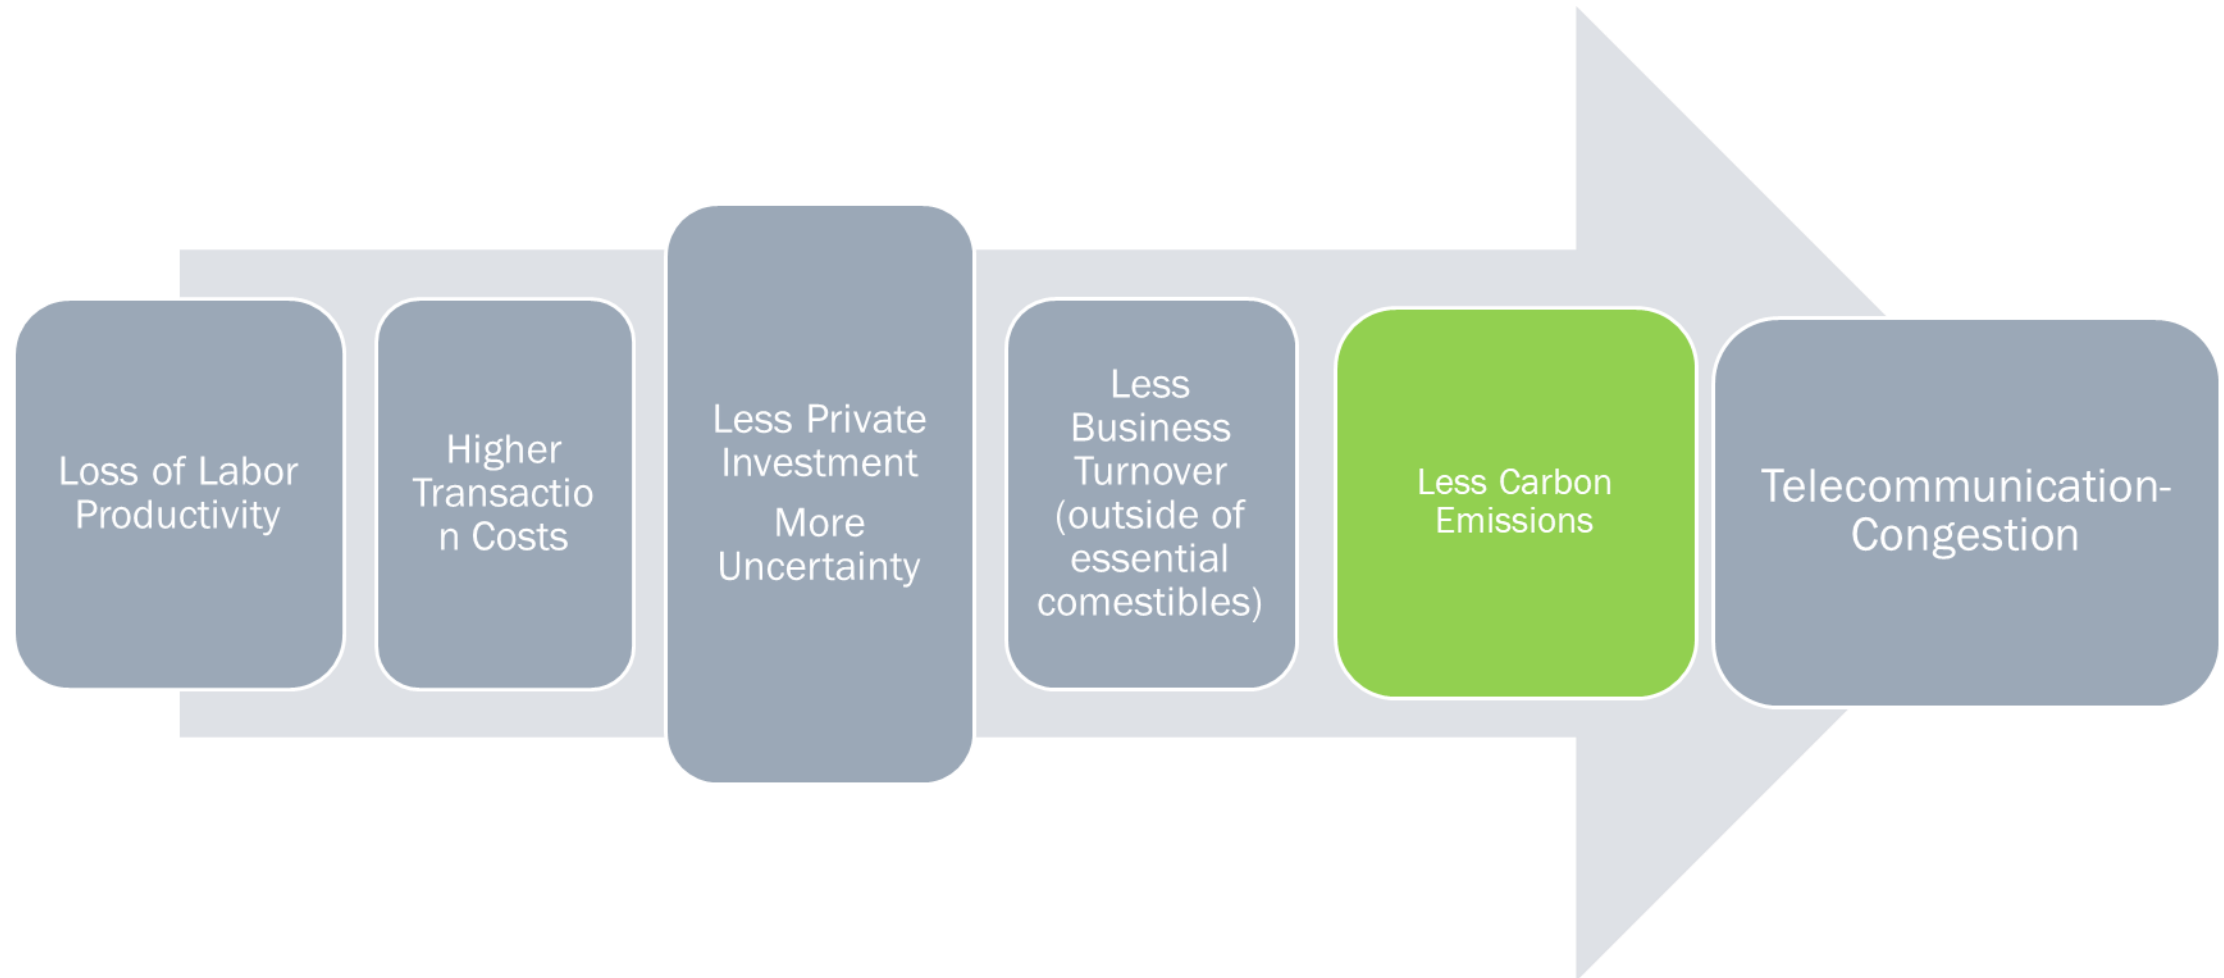 Loss of Labor
Productivity
Higher
Transactio
n Costs
Less Private
Investment
More
Uncertainty
Less
Business
Turnover
(outside of
essential
comestibles)
Less Carbon
Emissions
Telecommunication-
Congestion